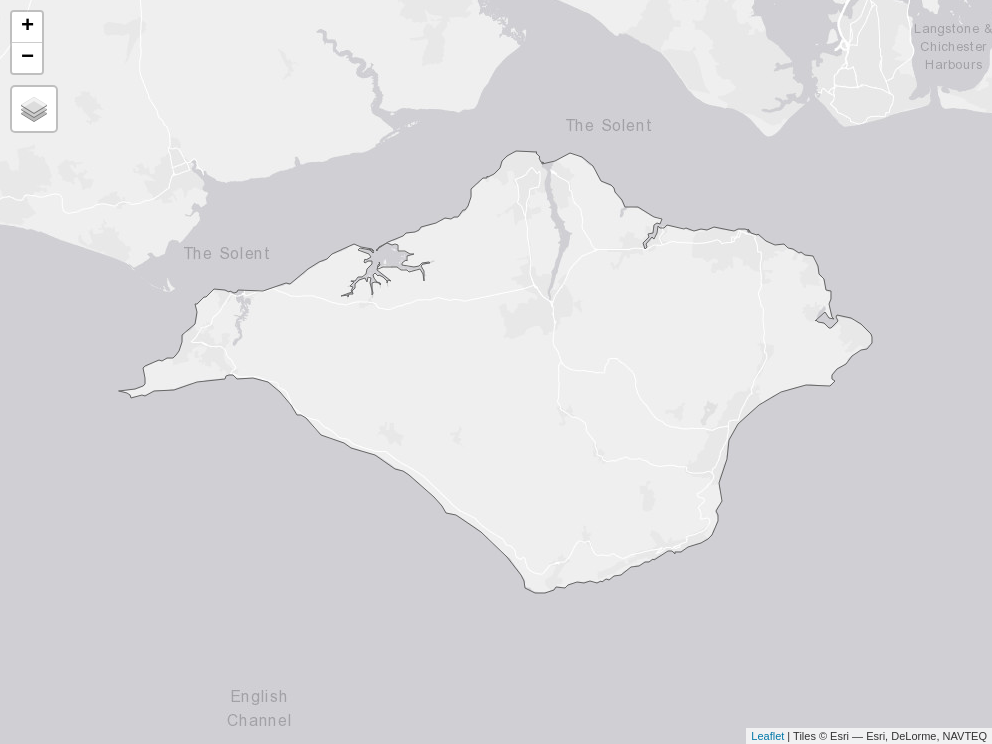 +
−
Langstone &
Chichester
Harbours
The Solent
The Solent
English
Channel
Leaflet | Tiles © Esri — Esri, DeLorme, NAVTEQ